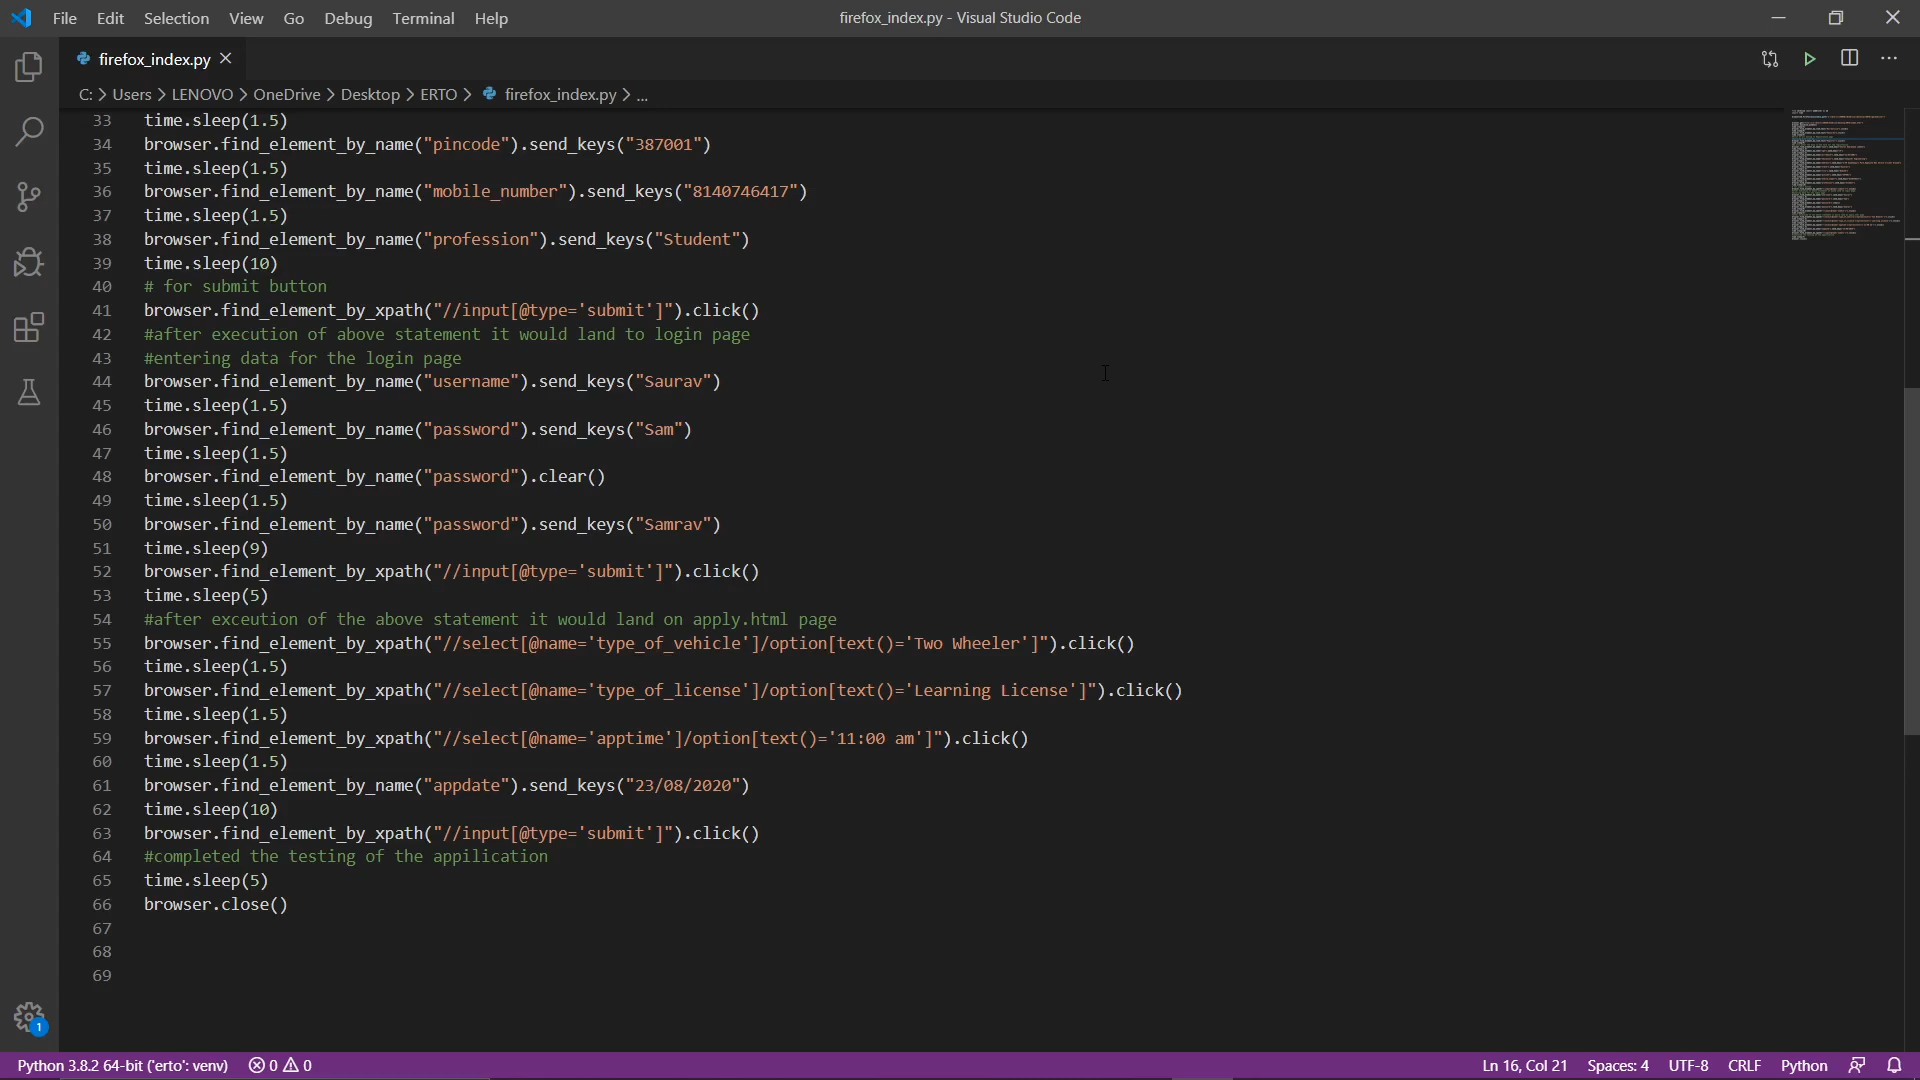 File Edit Selection View Go Debug Terminal Help
firefox_index.py - Visual Studio Code
firefox_index.py
C: > Users > LENOVO > OneDrive > Desktop > ERTO > firefox_index.py > ...
33 time.sleep(1.5)
34 browser.find_element_by_name("pincode").send_keys("387001")
35 time.sleep(1.5)
36 browser.find_element_by_name("mobile_number").send_keys("8140746417")
37 time.sleep(1.5)
38 browser.find_element_by_name("profession").send_keys("Student")
39 time.sleep(10)
40 # for submit button
41 browser.find_element_by_xpath("//input[@type='submit']").click()
42 #after execution of above statement it would land to login page
43 #entering data for the login page
44 browser.find_element_by_name("username").send_keys("Saurav")
45 time.sleep(1.5)
46 browser.find_element_by_name("password").send_keys("Sam")
47 time.sleep(1.5)
48 browser.find_element_by_name("password").clear()
49 time.sleep(1.5)
50 browser.find_element_by_name("password").send_keys("Samrav")
51 time.sleep(9)
52 browser.find_element_by_xpath("//input[@type='submit']").click()
53 time.sleep(5)
54 #after exceution of the above statement it would land on apply.html page
55 browser.find_element_by_xpath("//select[@name='type_of_vehicle']/option[text()='Two Wheeler']").click()
56 time.sleep(1.5)
57 browser.find_element_by_xpath("//select[@name='type_of_license']/option[text()='Learning License']").click()
58 time.sleep(1.5)
59 browser.find_element_by_xpath("//select[@name='apptime']/option[text()='11:00 am']").click()
60 time.sleep(1.5)
61 browser.find_element_by_name("appdate").send_keys("23/08/2020")
62 time.sleep(10)
63 browser.find_element_by_xpath("//input[@type='submit']").click()
64 #completed the testing of the appilication
65 time.sleep(5)
66 browser.close()
67
68
69
1
Python 3.8.2 64-bit ('erto': venv) 0 0 Ln 16, Col 21 Spaces: 4 UTF-8 CRLF Python